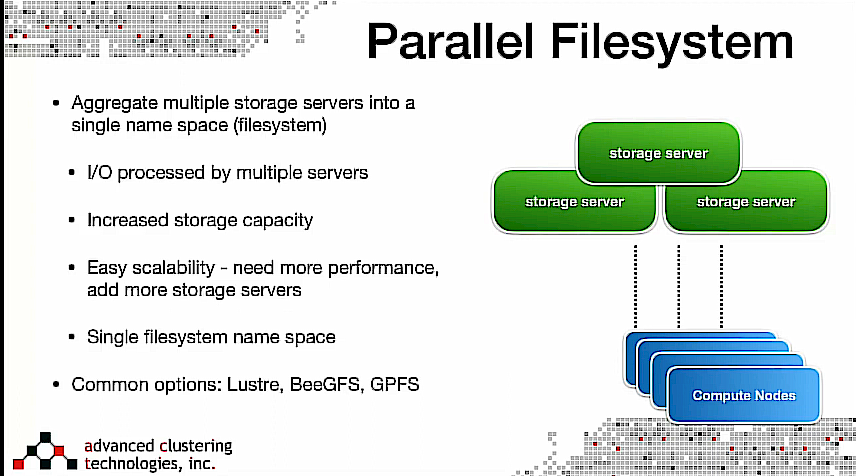 Parallel Filesystem
• Aggregate multiple storage servers into a
single name space (filesystem)
• I/O processed by multiple servers
• Increased storage capacity
• Easy scalability - need more performance,
add more storage servers
• Single filesystem name space
• Common options: Lustre, BeeGFS, GPFS
storage server
storage server
storage server
Compute Nodes
advanced clustering
technologies, inc.